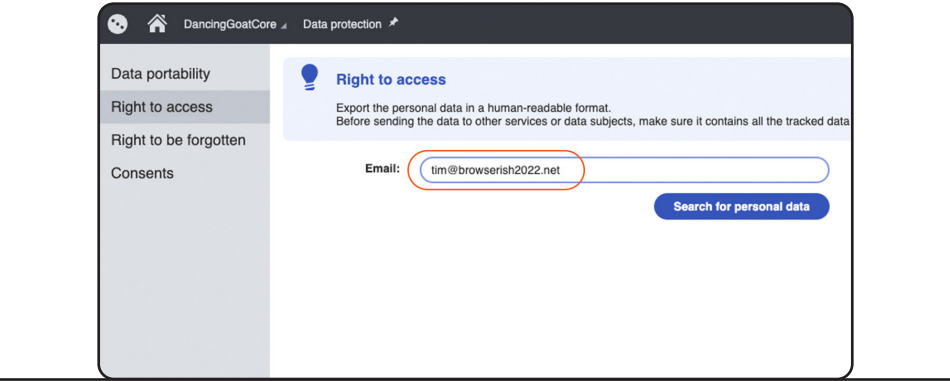 DancingGoatCore Data protection
Data portability
Right to access
Right to be forgotten
Consents
Right to access
Export the personal data in a human-readable format.
Before sending the data to other services or data subjects, make sure it contains all the tracked data
Email: tim@browserish2022.net
Search for personal data